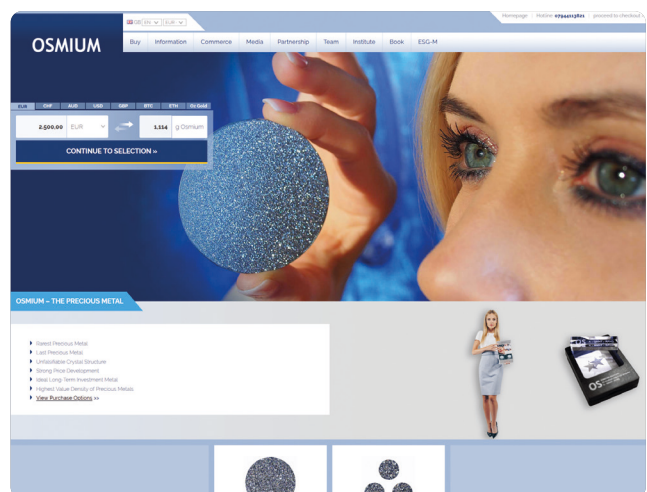 Homepage | Hotline 07944113821 | proceed to checkout
GB EN EUR
OSMIUM
Buy Information Commerce Media Partnership Team Institute Book ESG-M
EUR CHF AUD USD GBP BTC ETH Oz Gold
2.500,00 EUR 1,114 g Osmium
CONTINUE TO SELECTION »
OSMIUM – THE PRECIOUS METAL
Rarest Precious Metal
Last Precious Metal
Unfalsifiable Crystal Structure
Strong Price Development
Ideal Long-Term Investment Metal
Highest Value Density of Precious Metals
View Purchase Options >>
OS